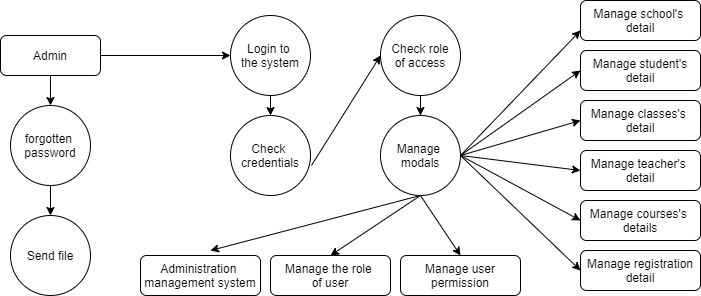 Admin
Login to
the system
Check role
of access
forgotten
password
Check
credentials
Manage
modals
Send file
Administration
management system
Manage the role
of user
Manage user
permission
Manage school's
detail
Manage student's
detail
Manage classes's
detail
Manage teacher's
detail
Manage courses's
details
Manage registration
detail